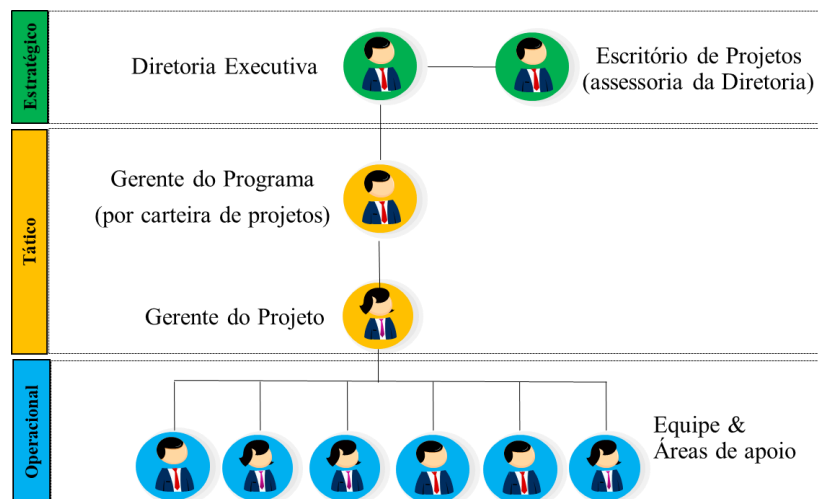 Estratégico
Diretoria Executiva
Escritório de Projetos
(assessoria da Diretoria)
Tático
Gerente do Programa
(por carteira de projetos)
Gerente do Projeto
Operacional
Equipe &
Áreas de apoio